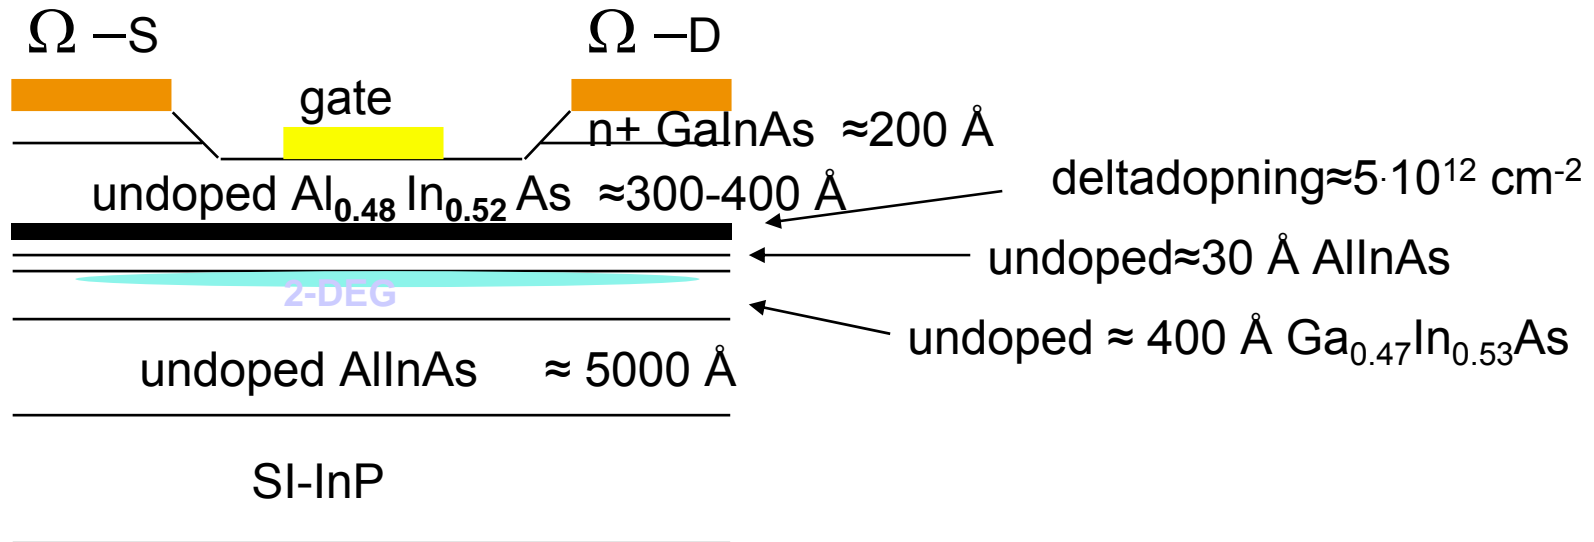 Ω –S
Ω –D
gate
n+ GaInAs ≈200 Å
undoped Al₀.₄₈ In₀.₅₂ As ≈300-400 Å
deltadopning≈5·10¹² cm⁻²
undoped≈30 Å AlInAs
2-DEG
undoped ≈ 400 Å Ga₀.₄₇In₀.₅₃As
undoped AlInAs ≈ 5000 Å
SI-InP